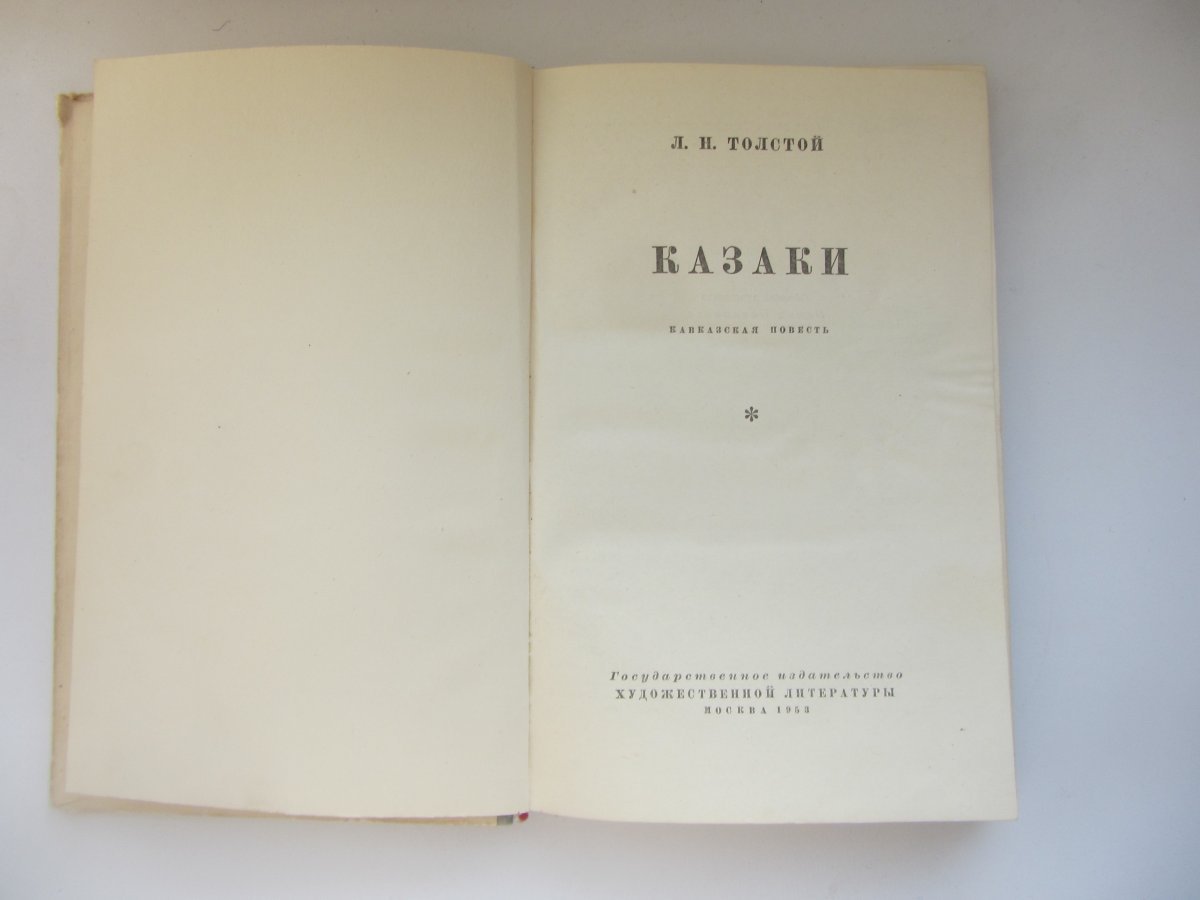 Л. Н. ТОЛСТОЙ
КАЗАКИ
КАВКАЗСКАЯ ПОВЕСТЬ
*
Государственное издательство
ХУДОЖЕСТВЕННОЙ ЛИТЕРАТУРЫ
МОСКВА 1953